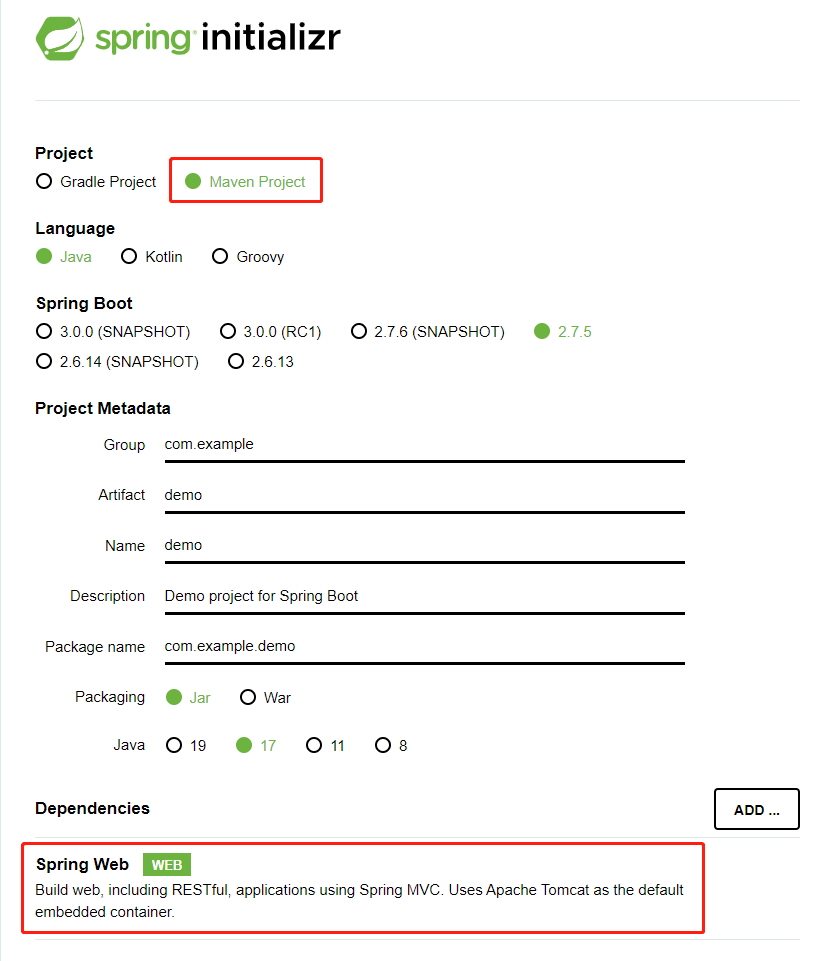 spring initializr
Project
Gradle Project Maven Project
Language
Java Kotlin Groovy
Spring Boot
3.0.0 (SNAPSHOT) 3.0.0 (RC1) 2.7.6 (SNAPSHOT) 2.7.5
2.6.14 (SNAPSHOT) 2.6.13
Project Metadata
Group com.example
Artifact demo
Name demo
Description Demo project for Spring Boot
Package name com.example.demo
Packaging Jar War
Java 19 17 11 8
Dependencies ADD ...
Spring Web WEB
Build web, including RESTful, applications using Spring MVC. Uses Apache Tomcat as the default
embedded container.